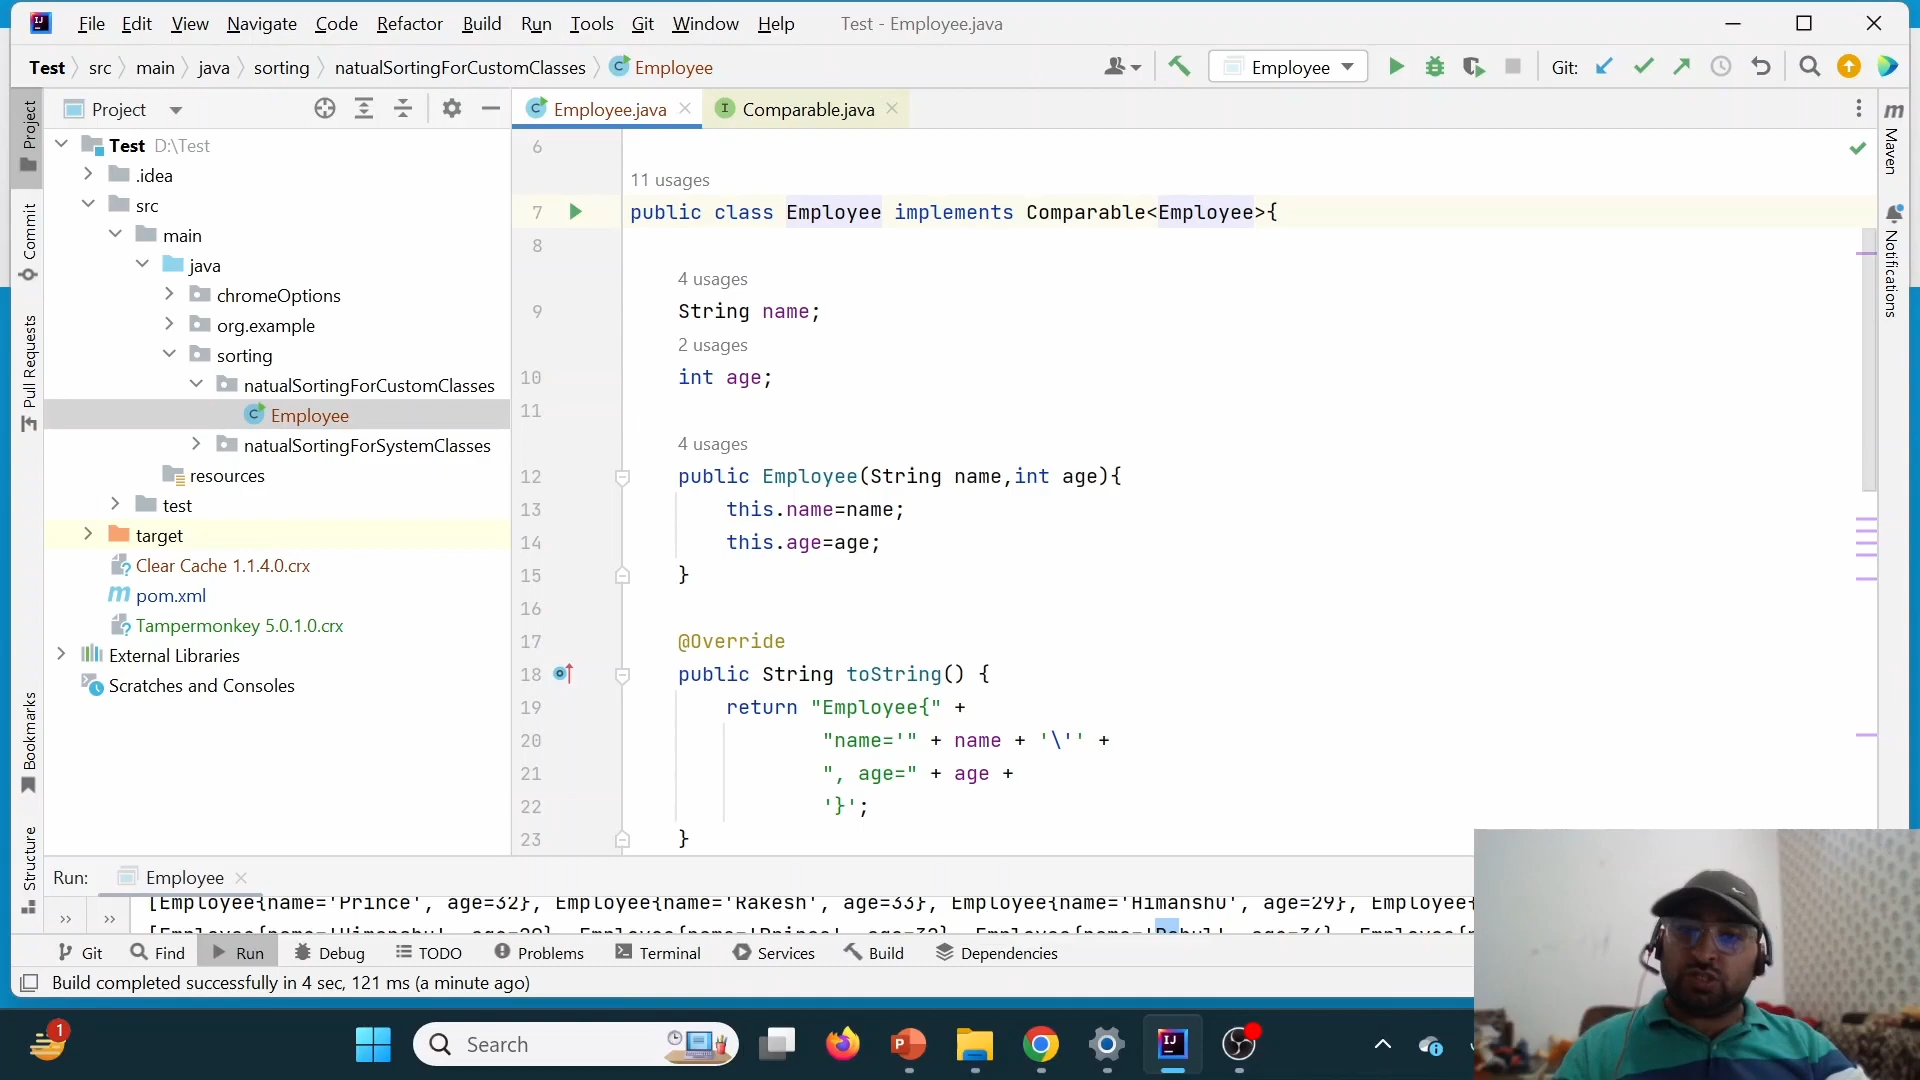 File Edit View Navigate Code Refactor Build Run Tools Git Window Help Test - Employee.java
Test src main java sorting natualSortingForCustomClasses Employee
Employee Git:
Project
Employee.java Comparable.java
Project
Commit
Pull Requests
Bookmarks
Structure
Test D:\Test
.idea
src
main
java
chromeOptions
org.example
sorting
natualSortingForCustomClasses
Employee
natualSortingForSystemClasses
resources
test
target
Clear Cache 1.1.4.0.crx
pom.xml
Tampermonkey 5.0.1.0.crx
External Libraries
Scratches and Consoles
6
11 usages
7 public class Employee implements Comparable<Employee>{
8
4 usages
9 String name;
2 usages
10 int age;
11
4 usages
12 public Employee(String name,int age){
13 this.name=name;
14 this.age=age;
15 }
16
17 @Override
18 public String toString() {
19 return "Employee{" +
20 "name='" + name + '\'' +
21 ", age=" + age +
22 '}';
23 }
Maven
Notifications
Run: Employee
[Employee{name='Prince', age=32}, Employee{name='Rakesh', age=33}, Employee{name='Himanshu', age=29}, Employee{
Git Find Run Debug TODO Problems Terminal Services Build Dependencies
Build completed successfully in 4 sec, 121 ms (a minute ago)
1
Search